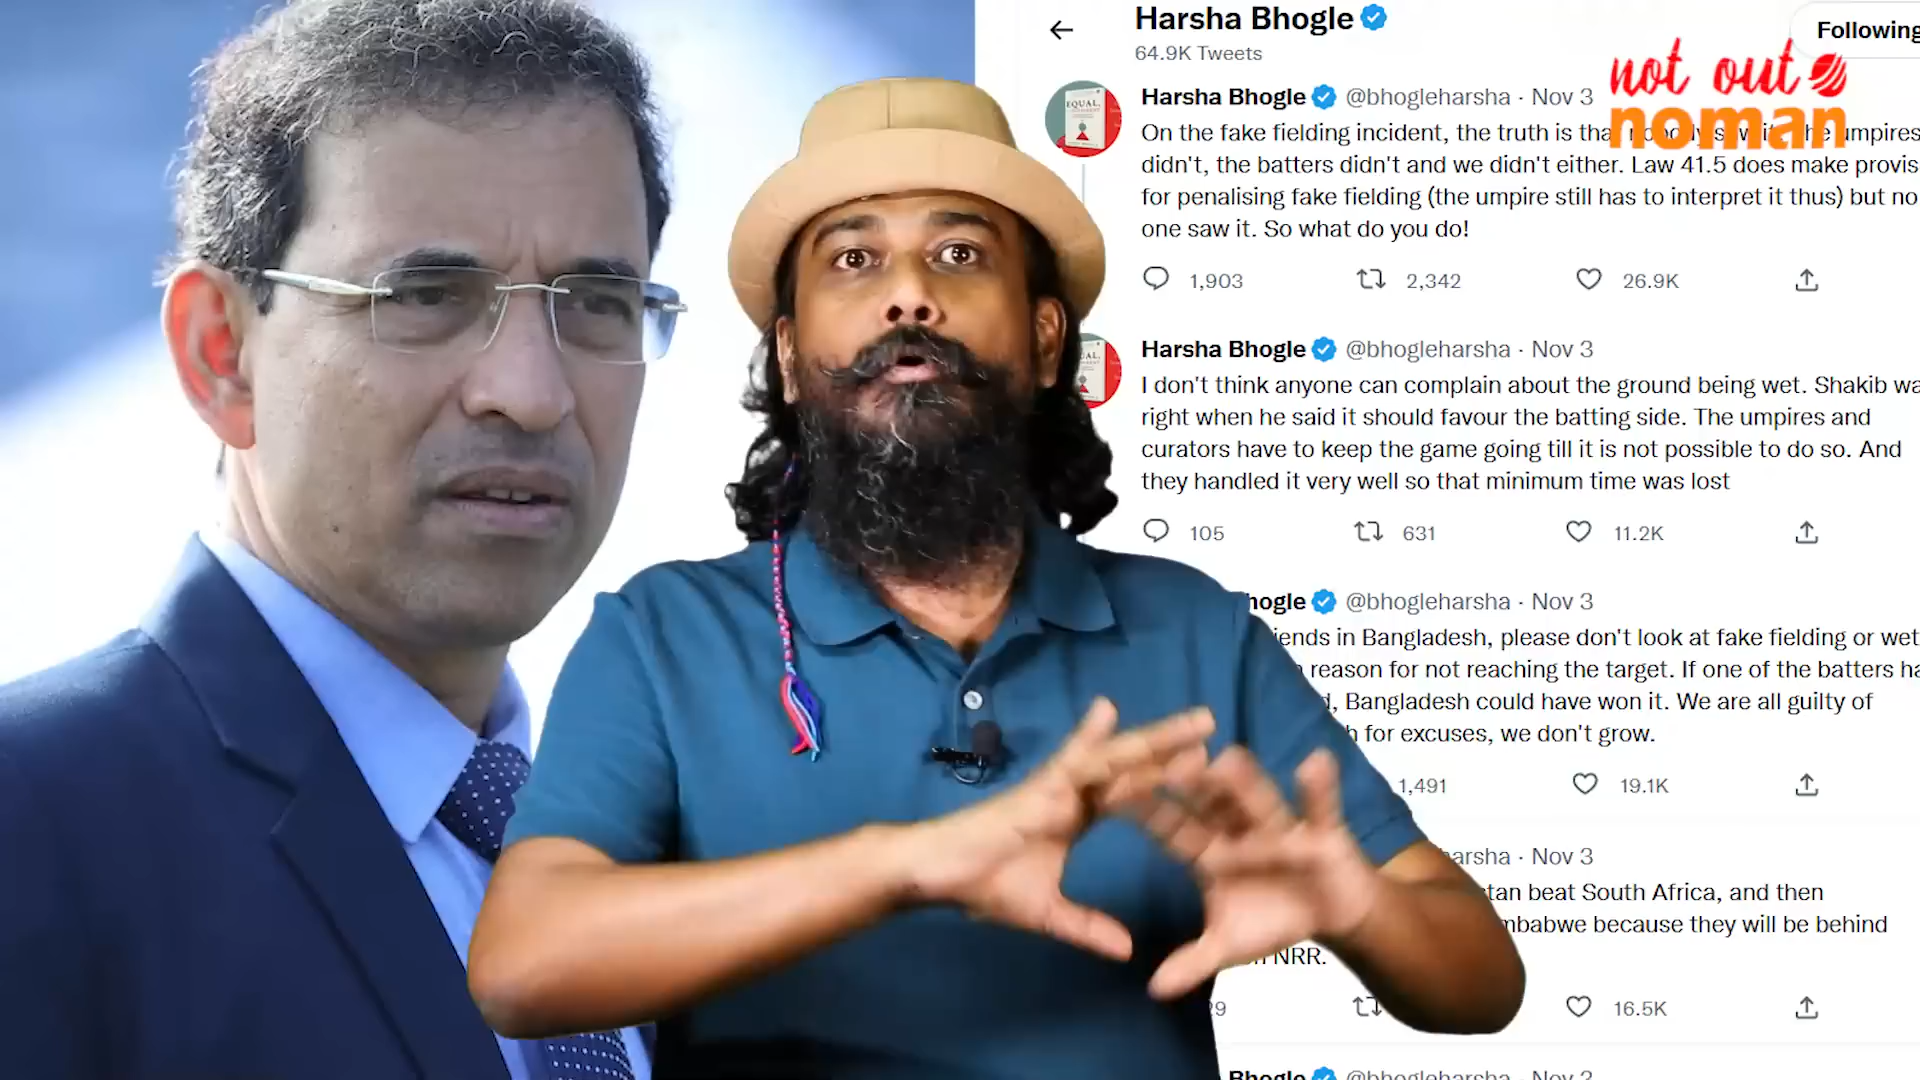 Harsha Bhogle
64.9K Tweets
Following
not out
noman
EQUAL,
Harsha Bhogle @bhogleharsha · Nov 3
On the fake fielding incident, the truth is that nobody saw it. The umpires
didn't, the batters didn't and we didn't either. Law 41.5 does make provis
for penalising fake fielding (the umpire still has to interpret it thus) but no
one saw it. So what do you do!
1,903 2,342 26.9K
Harsha Bhogle @bhogleharsha · Nov 3
I don't think anyone can complain about the ground being wet. Shakib wa
right when he said it should favour the batting side. The umpires and
curators have to keep the game going till it is not possible to do so. And
they handled it very well so that minimum time was lost
105 631 11.2K
hogle @bhogleharsha · Nov 3
iends in Bangladesh, please don't look at fake fielding or wet
reason for not reaching the target. If one of the batters ha
d, Bangladesh could have won it. We are all guilty of
h for excuses, we don't grow.
1,491 19.1K
harsha · Nov 3
stan beat South Africa, and then
mbabwe because they will be behind
NRR.
29 16.5K
Bhogle @bhogleharsha · Nov 2